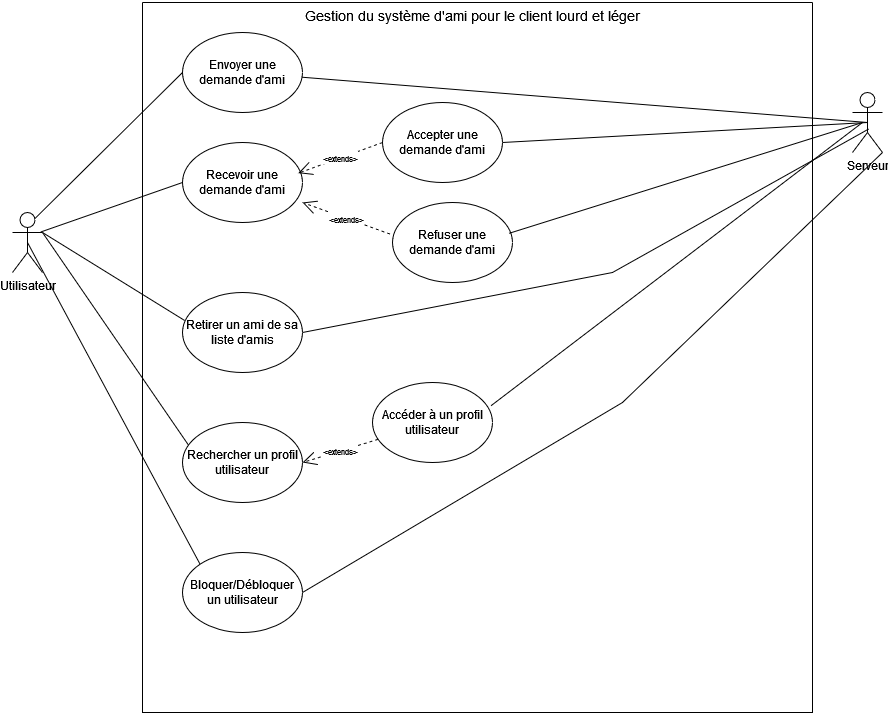 Gestion du système d'ami pour le client lourd et léger
Envoyer une
demande d'ami
Accepter une
demande d'ami
<extends>
Serveur
Recevoir une
demande d'ami
<extends>
Refuser une
demande d'ami
Utilisateur
Retirer un ami de sa
liste d'amis
Accéder à un profil
utilisateur
<extends>
Rechercher un profil
utilisateur
Bloquer/Débloquer
un utilisateur